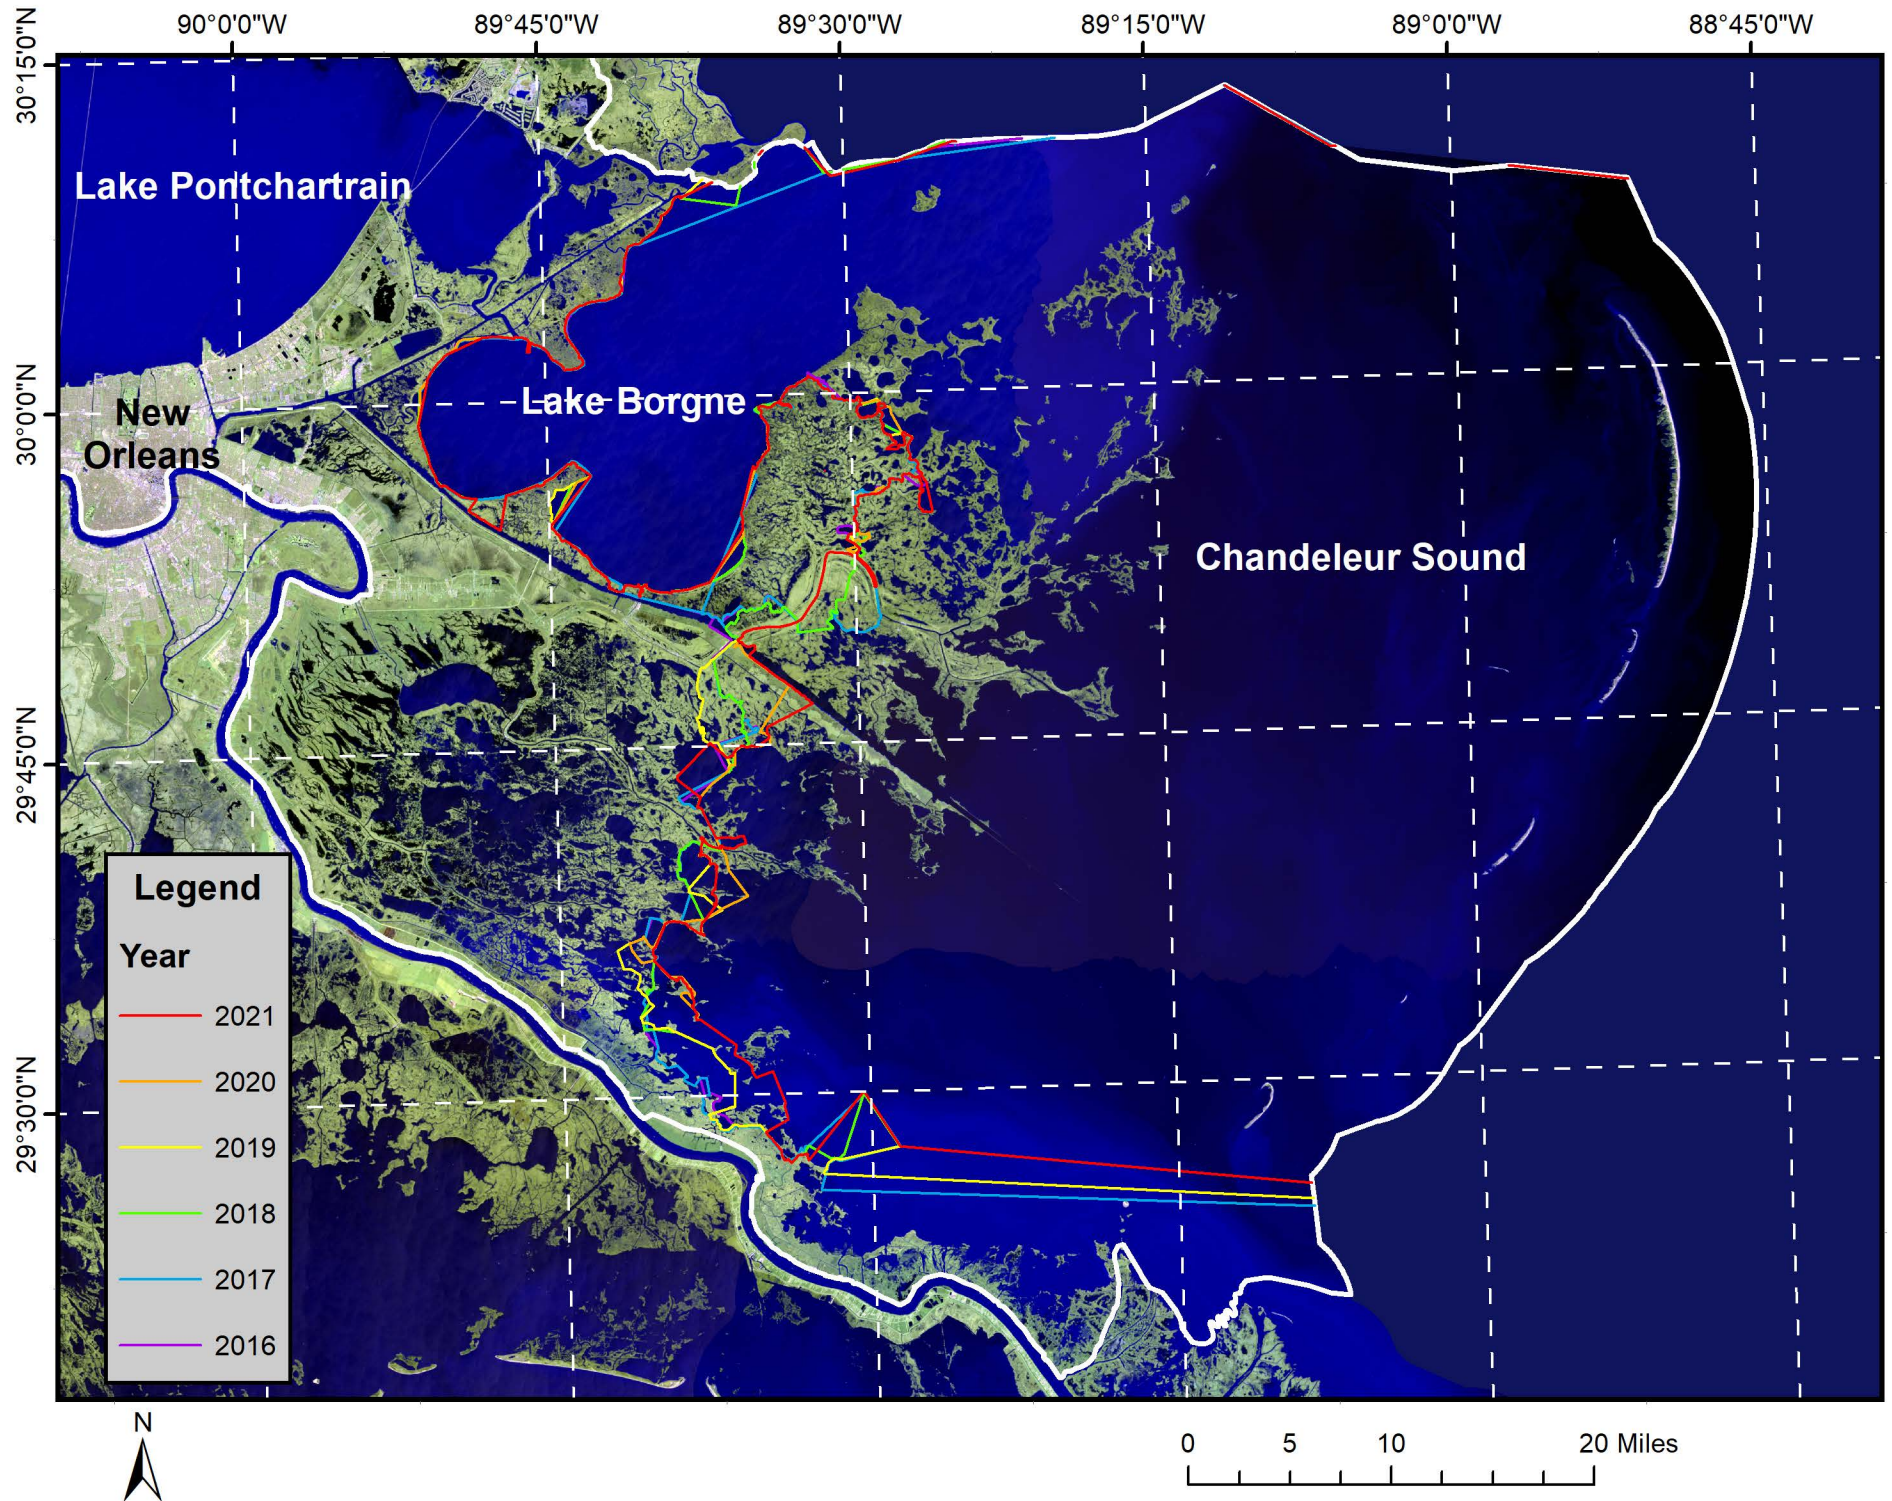 90°0'0"W 89°45'0"W 89°30'0"W 89°15'0"W 89°0'0"W 88°45'0"W
30°15'0"N
Lake Pontchartrain
30°0'0"N
New
Orleans
Lake Borgne
Chandeleur Sound
29°45'0"N
Legend
Year
2021
2020
2019
2018
2017
2016
29°30'0"N
N
0 5 10 20 Miles